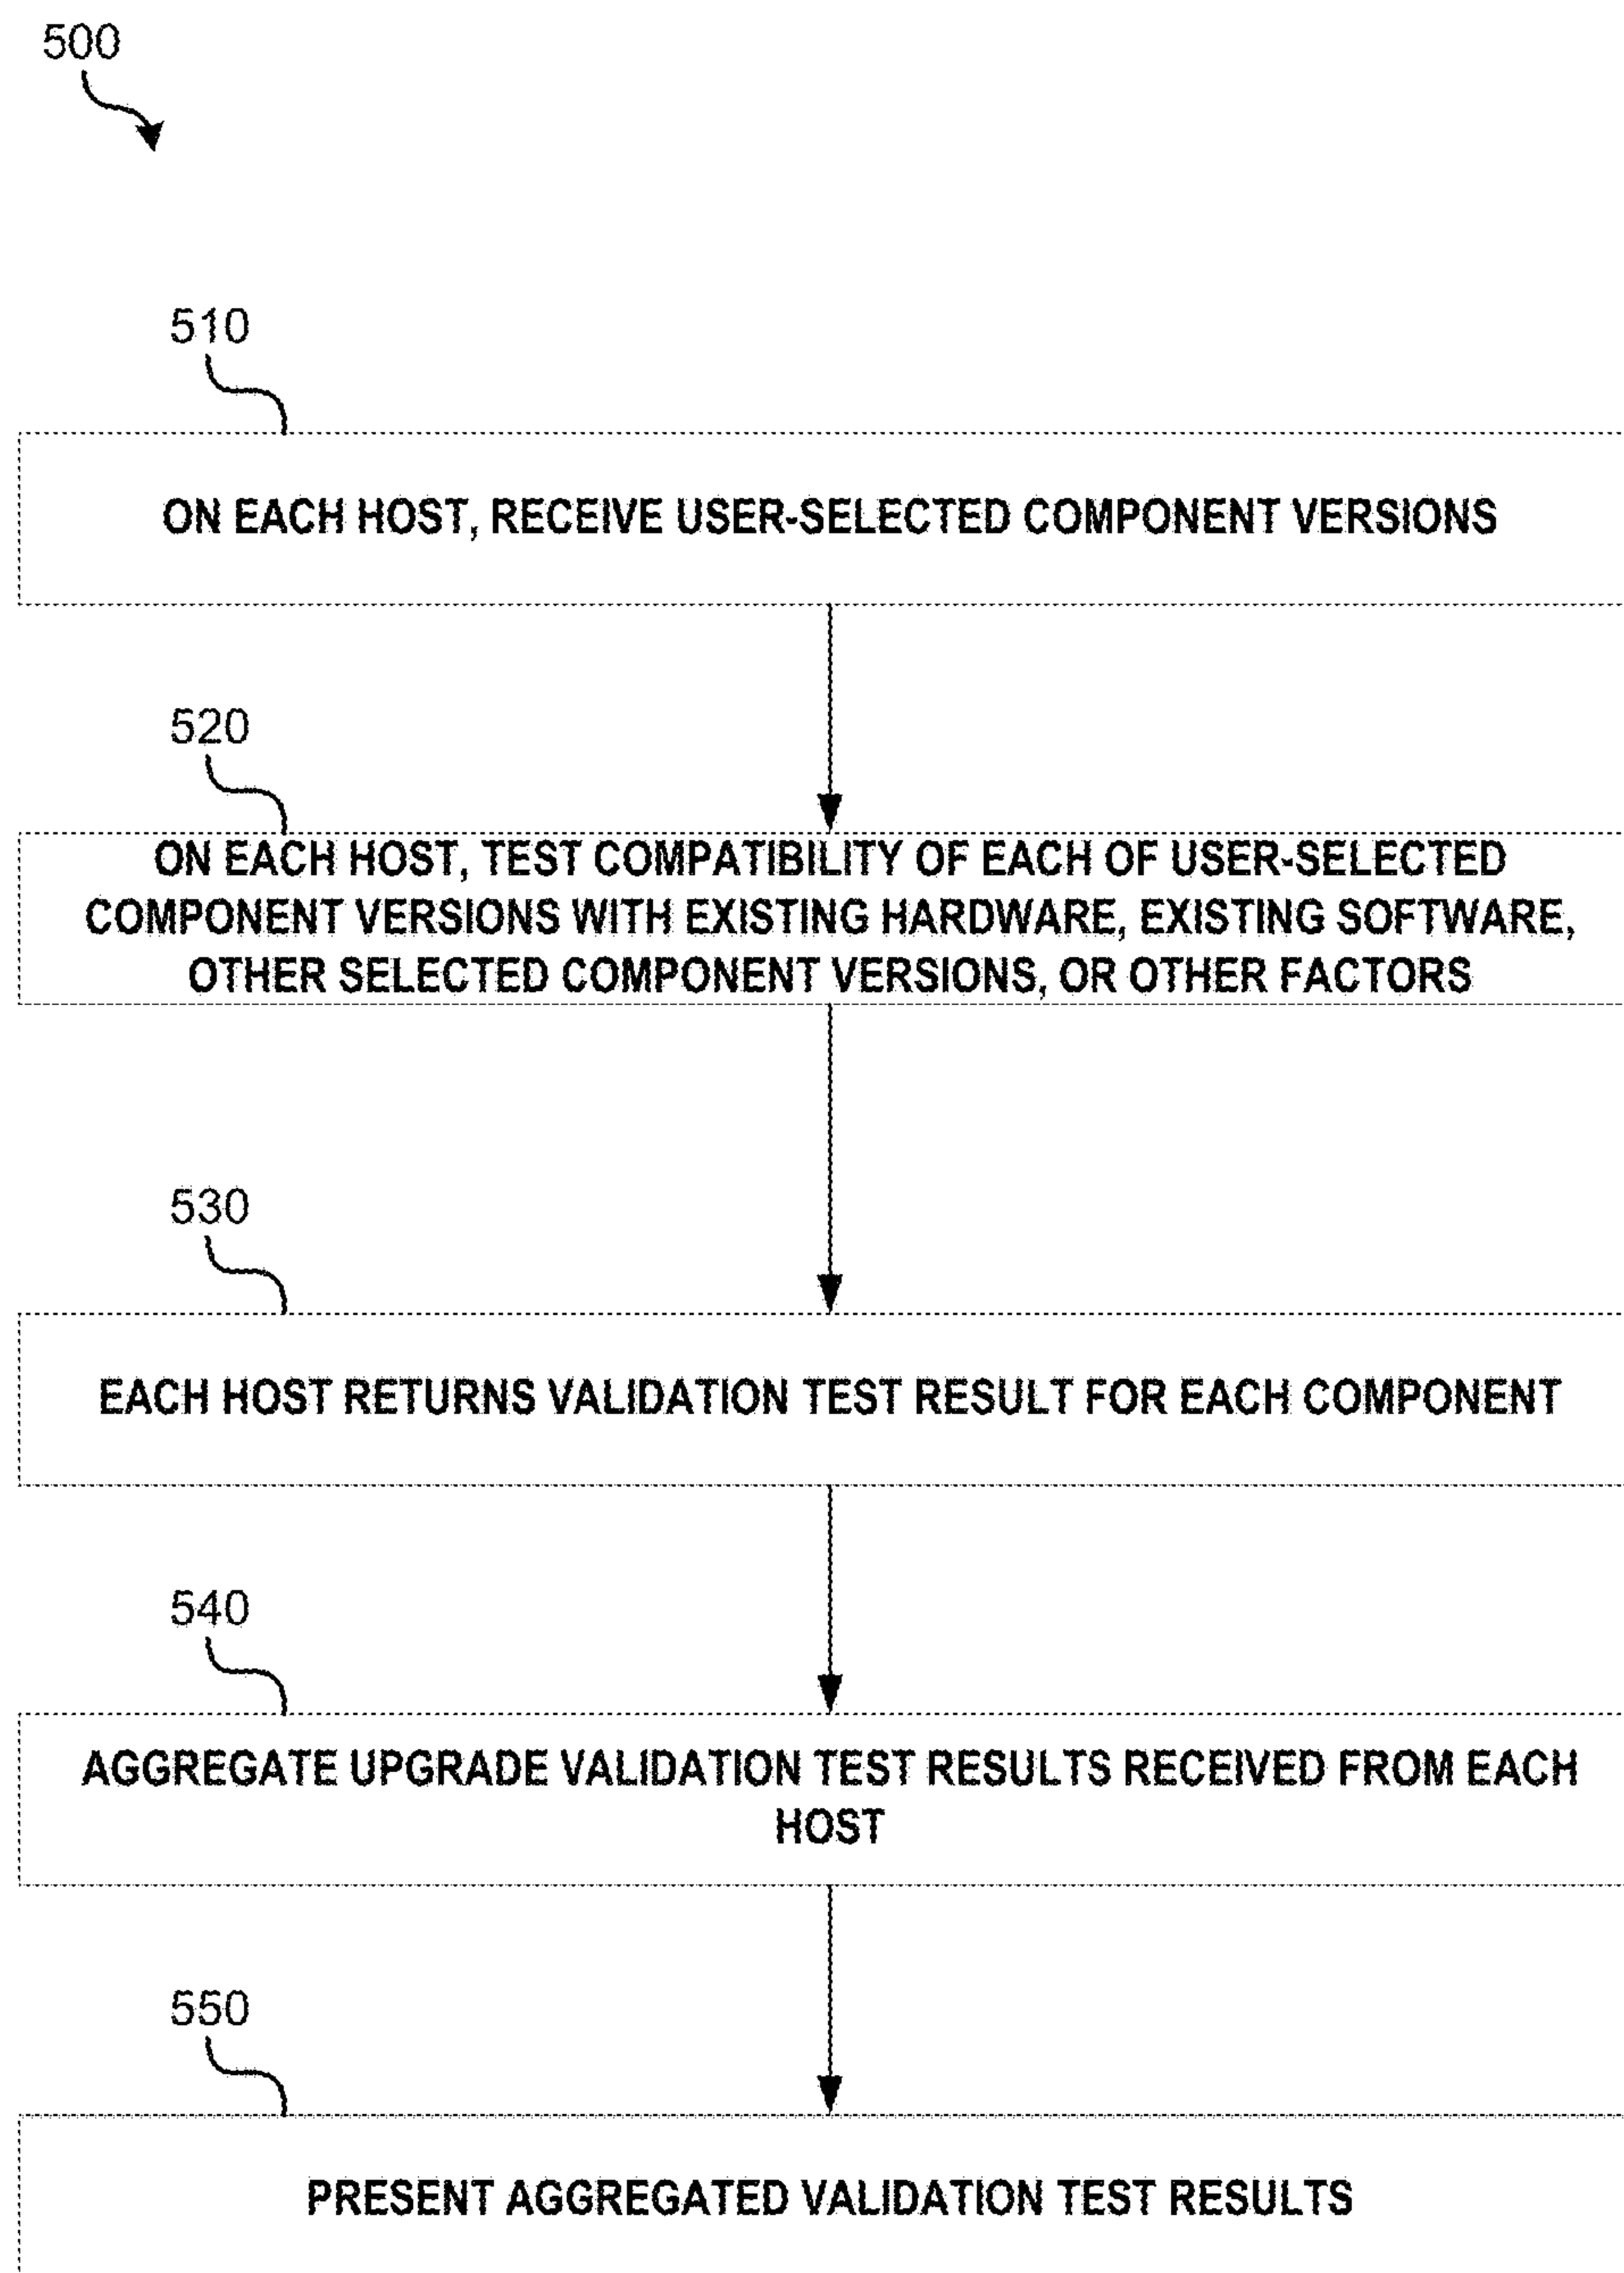 500
510
ON EACH HOST, RECEIVE USER-SELECTED COMPONENT VERSIONS
520
ON EACH HOST, TEST COMPATIBILITY OF EACH OF USER-SELECTED
COMPONENT VERSIONS WITH EXISTING HARDWARE, EXISTING SOFTWARE,
OTHER SELECTED COMPONENT VERSIONS, OR OTHER FACTORS
530
EACH HOST RETURNS VALIDATION TEST RESULT FOR EACH COMPONENT
540
AGGREGATE UPGRADE VALIDATION TEST RESULTS RECEIVED FROM EACH
HOST
550
PRESENT AGGREGATED VALIDATION TEST RESULTS